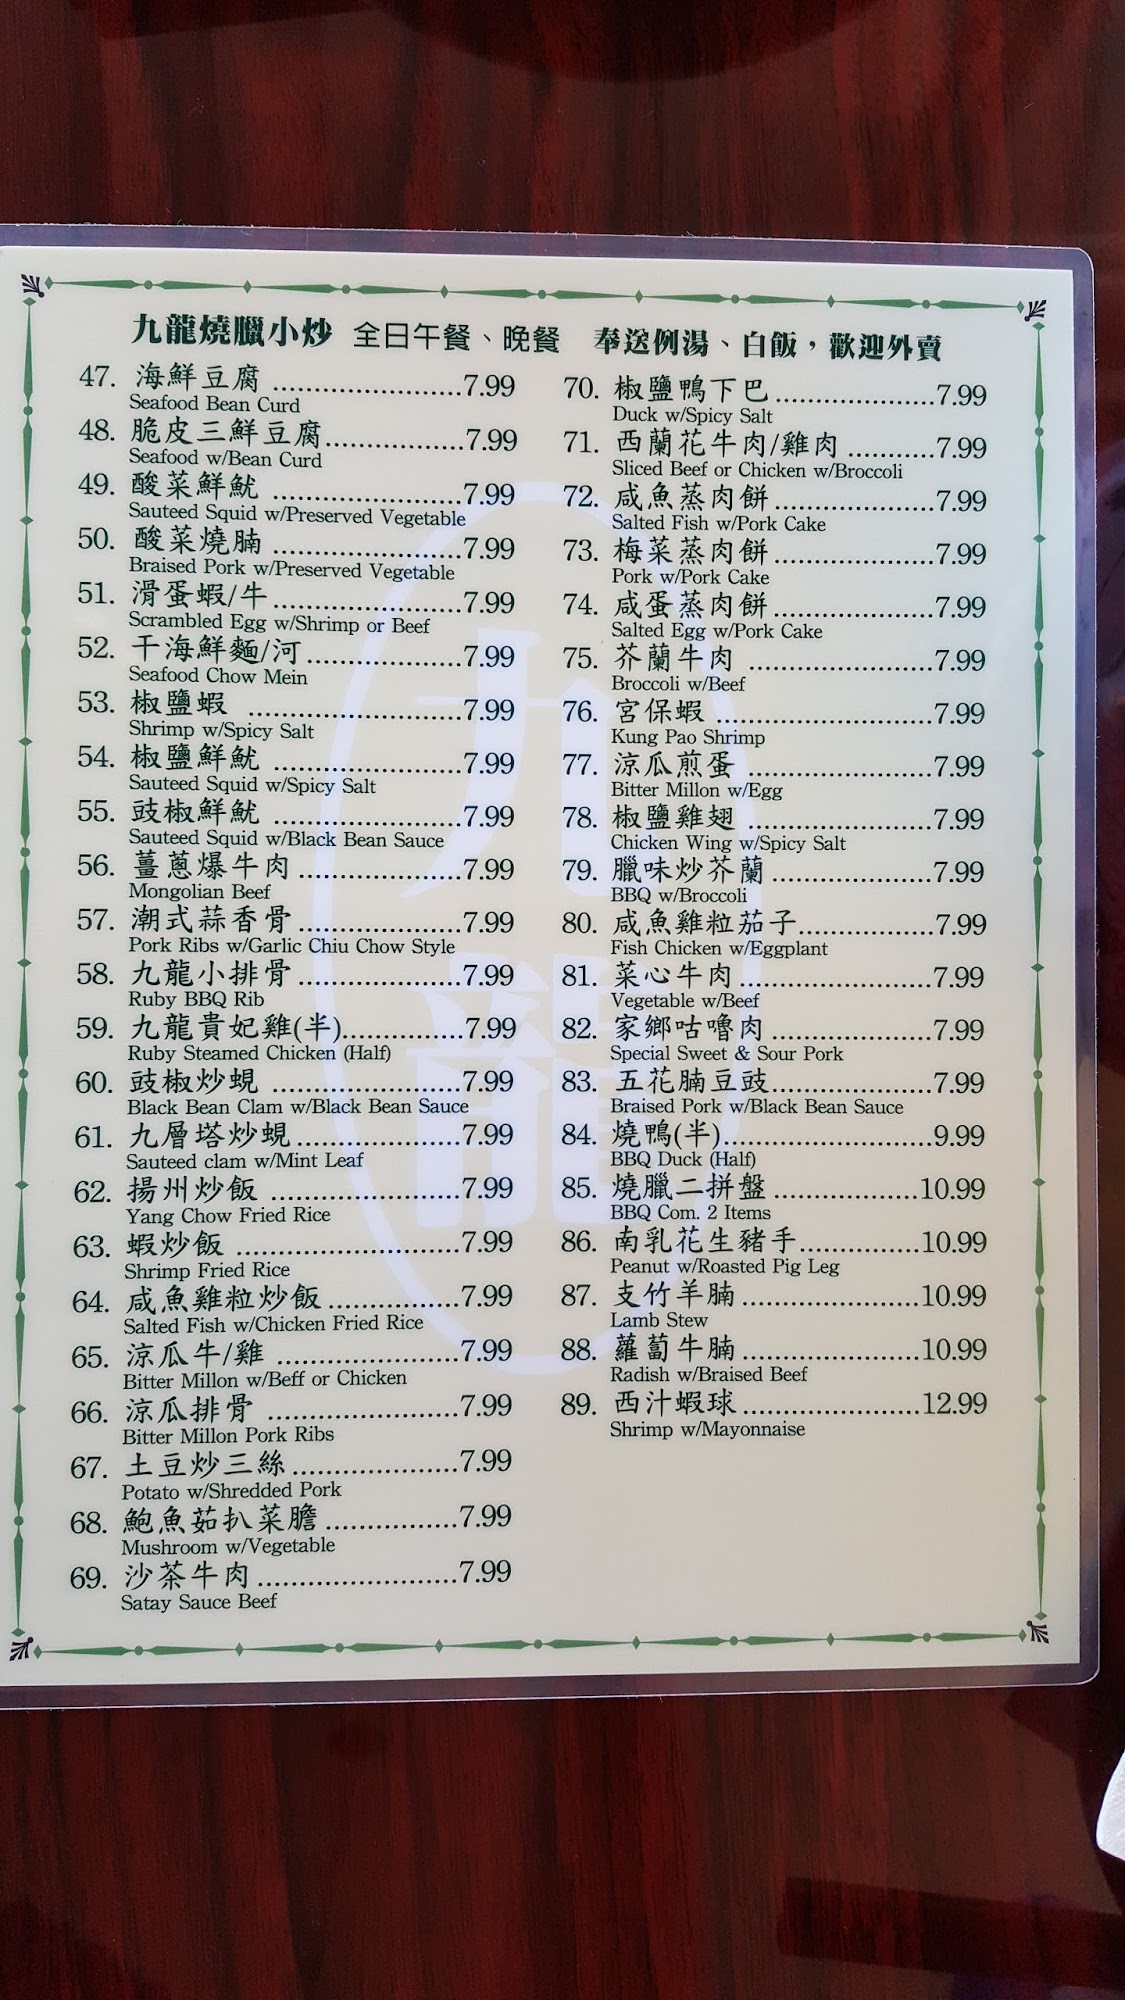 九龍燒臘小炒 全日午餐、晚餐 奉送例湯、白飯，歡迎外賣
47. 海鮮豆腐 ......................7.99
Seafood Bean Curd
48. 脆皮三鮮豆腐................7.99
Seafood w/Bean Curd
49. 酸菜鮮魷 ......................7.99
Sauteed Squid w/Preserved Vegetable
50. 酸菜燒腩 ......................7.99
Braised Pork w/Preserved Vegetable
51. 滑蛋蝦/牛......................7.99
Scrambled Egg w/Shrimp or Beef
52. 干海鮮麵/河..................7.99
Seafood Chow Mein
53. 椒鹽蝦 .........................7.99
Shrimp w/Spicy Salt
54. 椒鹽鮮魷 ......................7.99
Sauteed Squid w/Spicy Salt
55. 豉椒鮮魷 ......................7.99
Sauteed Squid w/Black Bean Sauce
56. 薑蔥爆牛肉...................7.99
Mongolian Beef
57. 潮式蒜香骨...................7.99
Pork Ribs w/Garlic Chiu Chow Style
58. 九龍小排骨...................7.99
Ruby BBQ Rib
59. 九龍貴妃雞(半)..............7.99
Ruby Steamed Chicken (Half)
60. 豉椒炒蜆 ......................7.99
Black Bean Clam w/Black Bean Sauce
61. 九層塔炒蜆...................7.99
Sauteed clam w/Mint Leaf
62. 揚州炒飯 ......................7.99
Yang Chow Fried Rice
63. 蝦炒飯 ..........................7.99
Shrimp Fried Rice
64. 咸魚雞粒炒飯...............7.99
Salted Fish w/Chicken Fried Rice
65. 涼瓜牛/雞 .....................7.99
Bitter Millon w/Beff or Chicken
66. 涼瓜排骨 ......................7.99
Bitter Millon Pork Ribs
67. 土豆炒三絲...................7.99
Potato w/Shredded Pork
68. 鮑魚茹扒菜膽...............7.99
Mushroom w/Vegetable
69. 沙茶牛肉.......................7.99
Satay Sauce Beef
70. 椒鹽鴨下巴...................7.99
Duck w/Spicy Salt
71. 西蘭花牛肉/雞肉 ..........7.99
Sliced Beef or Chicken w/Broccoli
72. 咸魚蒸肉餅...................7.99
Salted Fish w/Pork Cake
73. 梅菜蒸肉餅...................7.99
Pork w/Pork Cake
74. 咸蛋蒸肉餅...................7.99
Salted Egg w/Pork Cake
75. 芥蘭牛肉 ......................7.99
Broccoli w/Beef
76. 宮保蝦 ..........................7.99
Kung Pao Shrimp
77. 涼瓜煎蛋 ......................7.99
Bitter Millon w/Egg
78. 椒鹽雞翅 ......................7.99
Chicken Wing w/Spicy Salt
79. 臘味炒芥蘭...................7.99
BBQ w/Broccoli
80. 咸魚雞粒茄子................7.99
Fish Chicken w/Eggplant
81. 菜心牛肉.......................7.99
Vegetable w/Beef
82. 家鄉咕嚕肉....................7.99
Special Sweet & Sour Pork
83. 五花腩豆豉...................7.99
Braised Pork w/Black Bean Sauce
84. 燒鴨(半).........................9.99
BBQ Duck (Half)
85. 燒臘二拼盤.................10.99
BBQ Com. 2 Items
86. 南乳花生豬手..............10.99
Peanut w/Roasted Pig Leg
87. 支竹羊腩.....................10.99
Lamb Stew
88. 蘿蔔牛腩.....................10.99
Radish w/Braised Beef
89. 西汁蝦球.....................12.99
Shrimp w/Mayonnaise
九龍